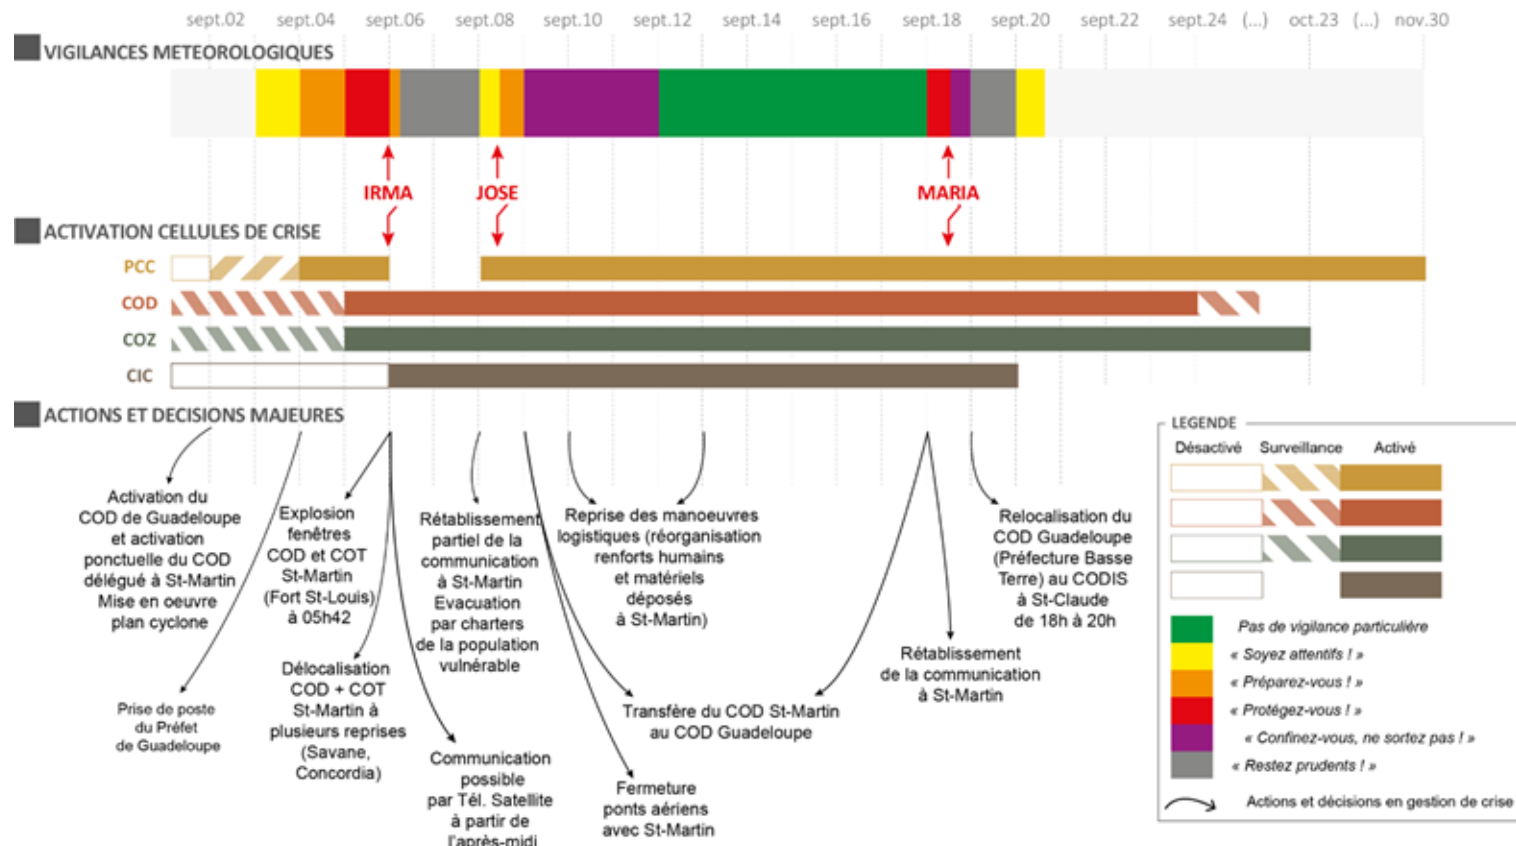 sept.02 sept.04 sept.06 sept.08 sept.10 sept.12 sept.14 sept.16 sept.18 sept.20 sept.22 sept.24 (...) oct.23 (...) nov.30
VIGILANCES METEOROLOGIQUES
IRMA JOSE MARIA
ACTIVATION CELLULES DE CRISE
PCC
COD
COZ
CIC
ACTIONS ET DECISIONS MAJEURES
Activation du
COD de Guadeloupe
et activation
ponctuelle du COD
délégué à St-Martin
Mise en oeuvre
plan cyclone
Prise de poste
du Préfet
de Guadeloupe
Explosion
fenêtres
COD et COT
St-Martin
(Fort St-Louis)
à 05h42
Délocalisation
COD + COT
St-Martin à
plusieurs reprises
(Savane,
Concordia)
Rétablissement
partiel de la
communication
à St-Martin
Evacuation
par charters
de la population
vulnérable
Communication
possible
par Tél. Satellite
à partir de
l'après-midi
Reprise des manoeuvres
logistiques (réorganisation
renforts humains
et matériels
déposés
à St-Martin)
Transfère du COD St-Martin
au COD Guadeloupe
Fermeture
ponts aériens
avec St-Martin
Rétablissement
de la communication
à St-Martin
Relocalisation du
COD Guadeloupe
(Préfecture Basse
Terre) au CODIS
à St-Claude
de 18h à 20h
LEGENDE
Désactivé Surveillance Activé
Pas de vigilance particulière
« Soyez attentifs ! »
« Préparez-vous ! »
« Protégez-vous ! »
« Confinez-vous, ne sortez pas ! »
« Restez prudents ! »
Actions et décisions en gestion de crise